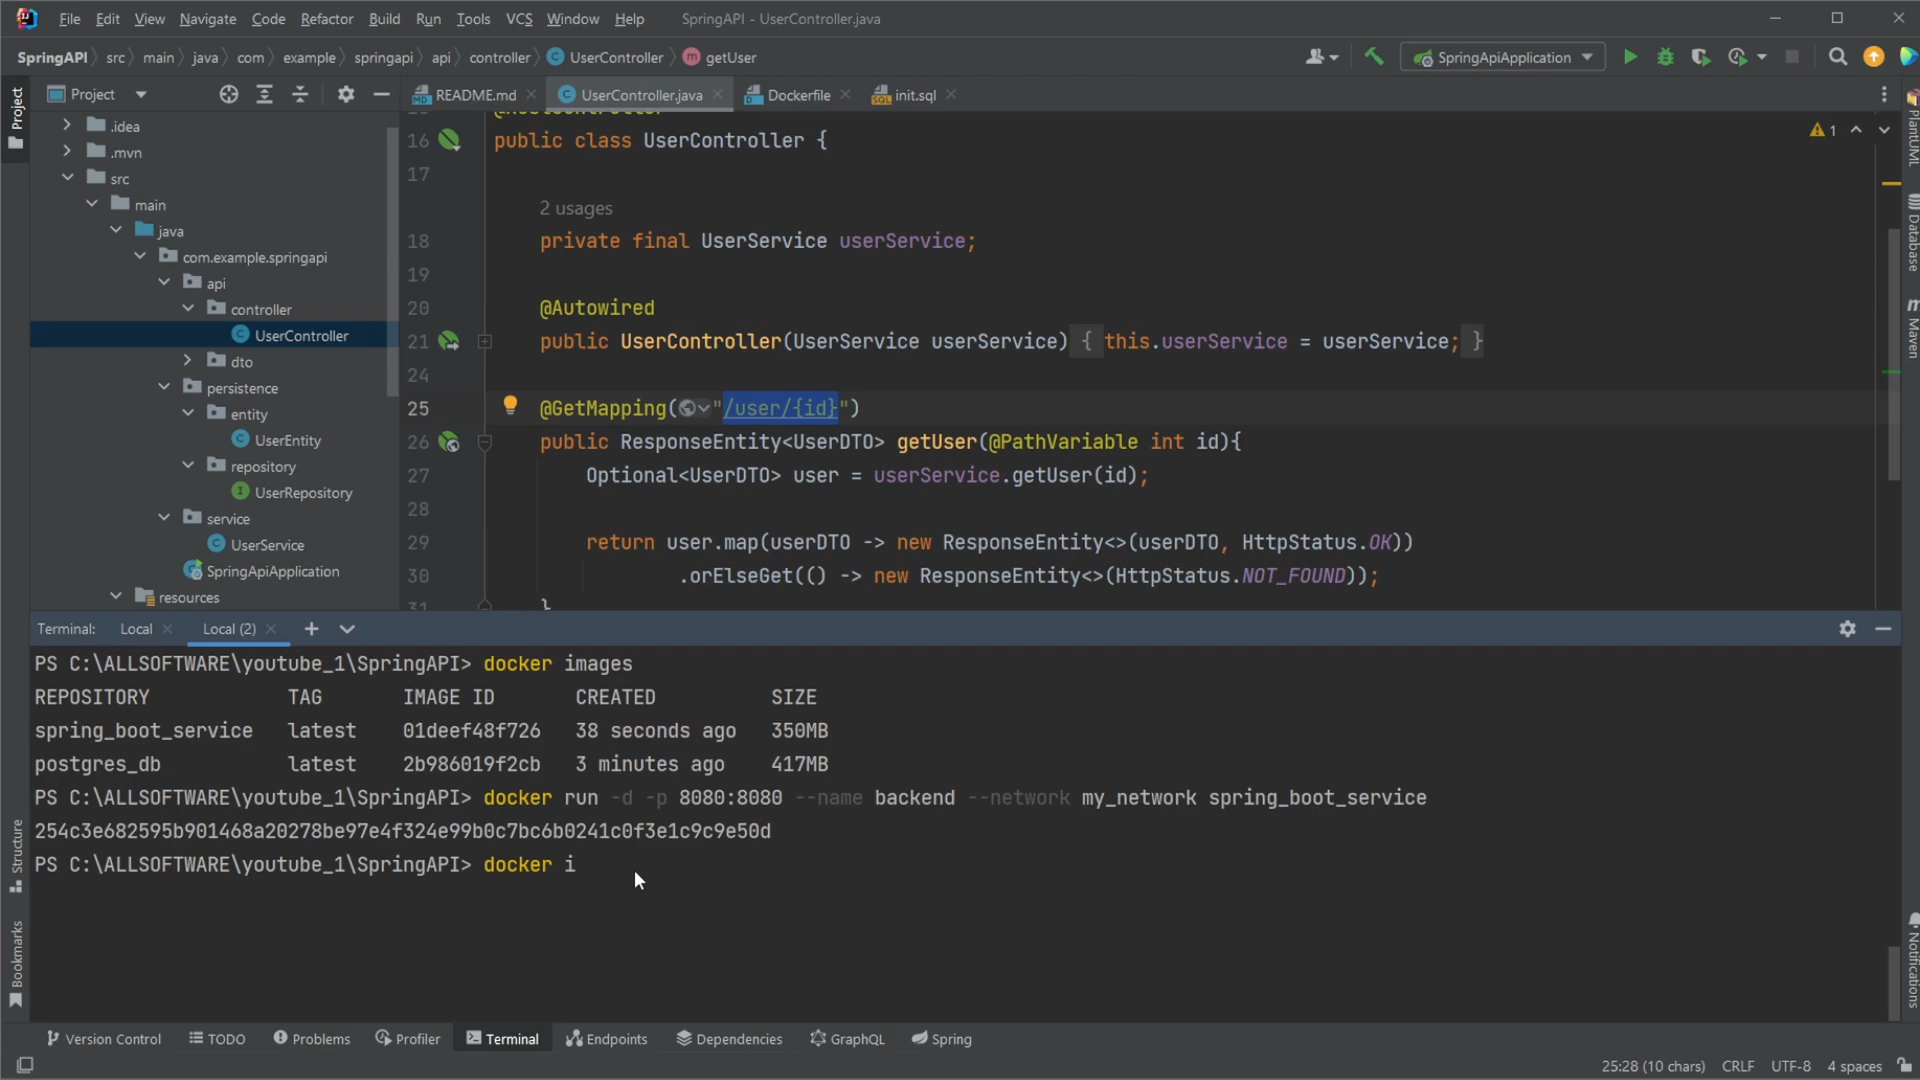 File Edit View Navigate Code Refactor Build Run Tools VCS Window Help SpringAPI - UserController.java
SpringAPI src main java com example springapi api controller UserController getUser SpringApiApplication
Project
Project README.md UserController.java Dockerfile init.sql
.idea
.mvn
src
main
java
com.example.springapi
api
controller
UserController
dto
persistence
entity
UserEntity
repository
UserRepository
service
UserService
SpringApiApplication
resources
1
16 public class UserController {
17
2 usages
18 private final UserService userService;
19
20 @Autowired
21 public UserController(UserService userService) { this.userService = userService; }
24
25 @GetMapping("/user/{id}")
26 public ResponseEntity<UserDTO> getUser(@PathVariable int id){
27 Optional<UserDTO> user = userService.getUser(id);
28
29 return user.map(userDTO -> new ResponseEntity<>(userDTO, HttpStatus.OK))
30 .orElseGet(() -> new ResponseEntity<>(HttpStatus.NOT_FOUND));
31 }
PlantUML
Database
m Maven
Notifications
Terminal: Local Local (2)
PS C:\ALLSOFTWARE\youtube_1\SpringAPI> docker images
REPOSITORY TAG IMAGE ID CREATED SIZE
spring_boot_service latest 01deef48f726 38 seconds ago 350MB
postgres_db latest 2b986019f2cb 3 minutes ago 417MB
PS C:\ALLSOFTWARE\youtube_1\SpringAPI> docker run -d -p 8080:8080 --name backend --network my_network spring_boot_service
254c3e682595b901468a20278be97e4f324e99b0c7bc6b0241c0f3e1c9c9e50d
PS C:\ALLSOFTWARE\youtube_1\SpringAPI> docker i
Structure
Bookmarks
Version Control TODO Problems Profiler Terminal Endpoints Dependencies GraphQL Spring
25:28 (10 chars) CRLF UTF-8 4 spaces